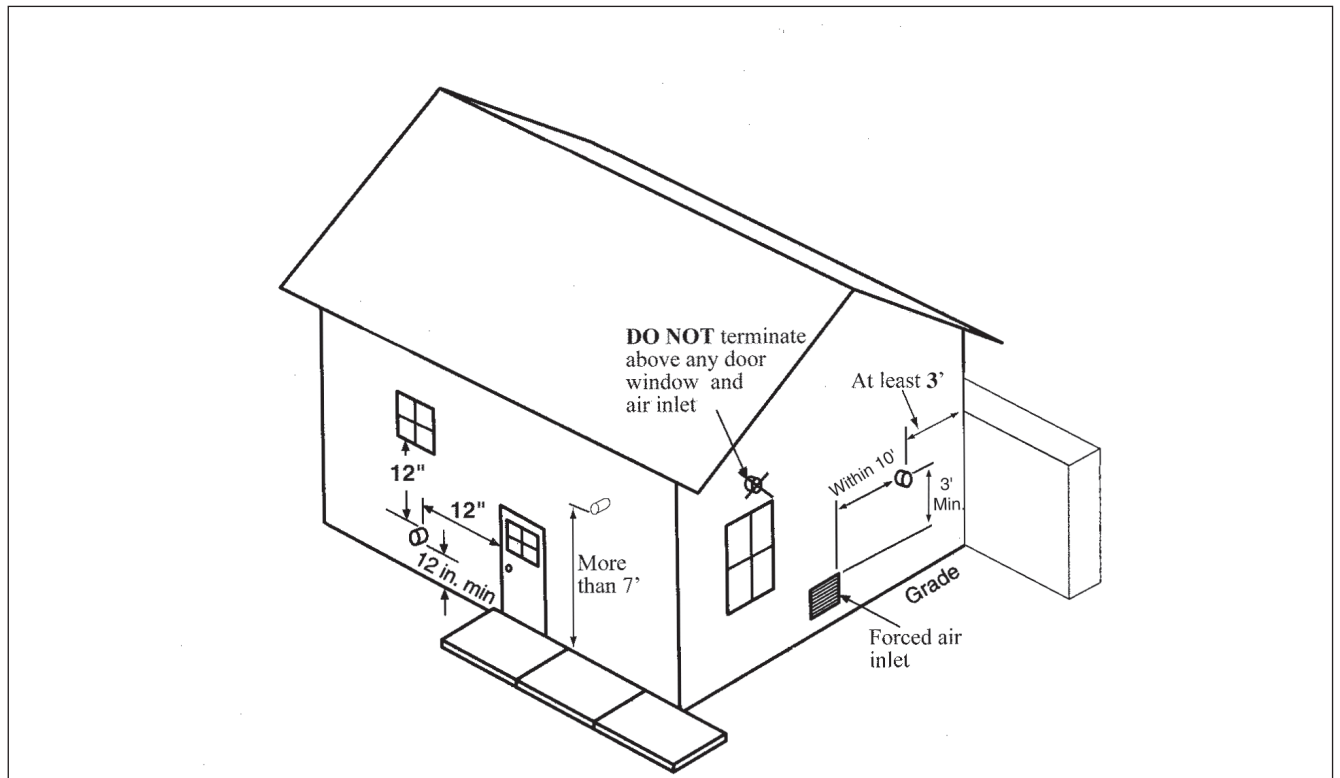 DO NOT terminate
above any door
window and
air inlet
At least 3'
Within 10'
3'
Min.
12"
12"
12 in. min
More
than 7'
Grade
Forced air
inlet